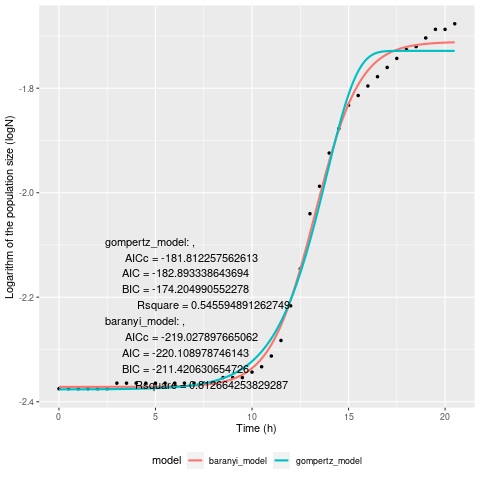 -1.8
-2.0
-2.2
-2.4
Logarithm of the population size (logN)
gompertz_model: ,
AICc = -181.812257562613
AIC = -182.893338643694
BIC = -174.204990552278
Rsquare = 0.545594891262749
baranyi_model: ,
AICc = -219.027897665062
AIC = -220.108978746143
BIC = -211.420630654726
Rsquare = 0.812664253829287
0 5 10 15 20
Time (h)
model baranyi_model gompertz_model